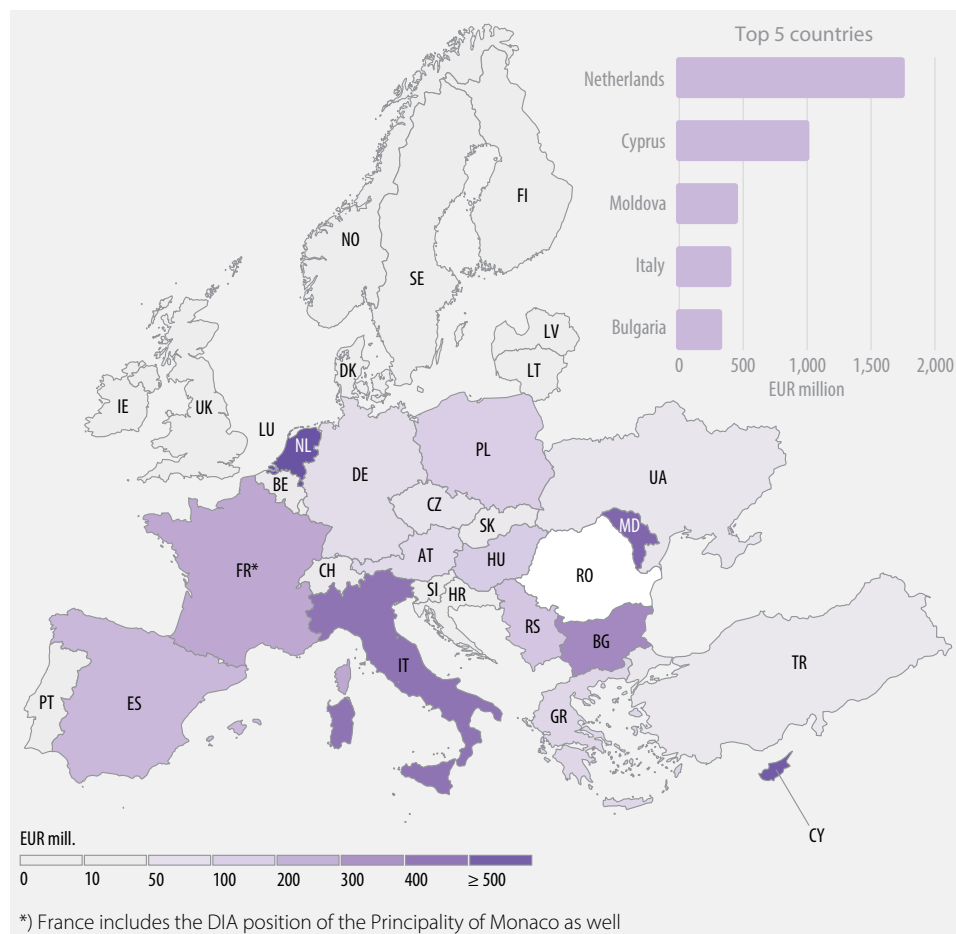 Top 5 countries
Netherlands
Cyprus
Moldova
Italy
Bulgaria
0 500 1,000 1,500 2,000
EUR million
FI
NO
SE
LV
LT
DK
IE
UK
LU
NL
BE
DE
PL
UA
CZ
SK
MD
FR*
CH
AT
HU
RO
SI
HR
RS
BG
IT
PT
ES
TR
GR
CY
EUR mill.
0 10 50 100 200 300 400 ≥ 500
*) France includes the DIA position of the Principality of Monaco as well